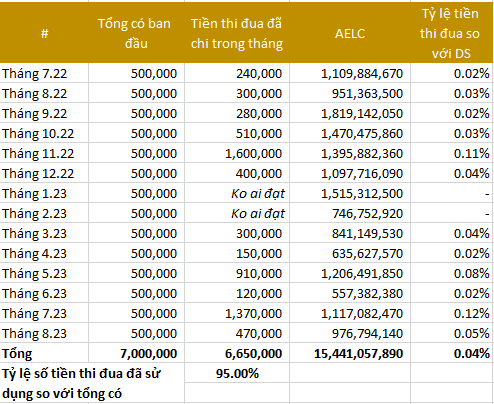 # Tổng có ban đầu Tiền thi đua đã chi trong tháng AELC Tỷ lệ tiền thi đua so với DS
Tháng 7.22 500,000 240,000 1,109,884,670 0.02%
Tháng 8.22 500,000 300,000 951,363,500 0.03%
Tháng 9.22 500,000 280,000 1,819,142,050 0.02%
Tháng 10.22 500,000 510,000 1,470,475,860 0.03%
Tháng 11.22 500,000 1,600,000 1,395,882,360 0.11%
Tháng 12.22 500,000 400,000 1,097,716,090 0.04%
Tháng 1.23 500,000 Ko ai đạt 1,515,312,500 -
Tháng 2.23 500,000 Ko ai đạt 746,752,920 -
Tháng 3.23 500,000 300,000 841,149,530 0.04%
Tháng 4.23 500,000 150,000 635,627,570 0.02%
Tháng 5.23 500,000 910,000 1,206,491,850 0.08%
Tháng 6.23 500,000 120,000 557,382,380 0.02%
Tháng 7.23 500,000 1,370,000 1,117,082,470 0.12%
Tháng 8.23 500,000 470,000 976,794,140 0.05%
Tổng 7,000,000 6,650,000 15,441,057,890 0.04%
Tỷ lệ số tiền thi đua đã sử 95.00%
dụng so với tổng có